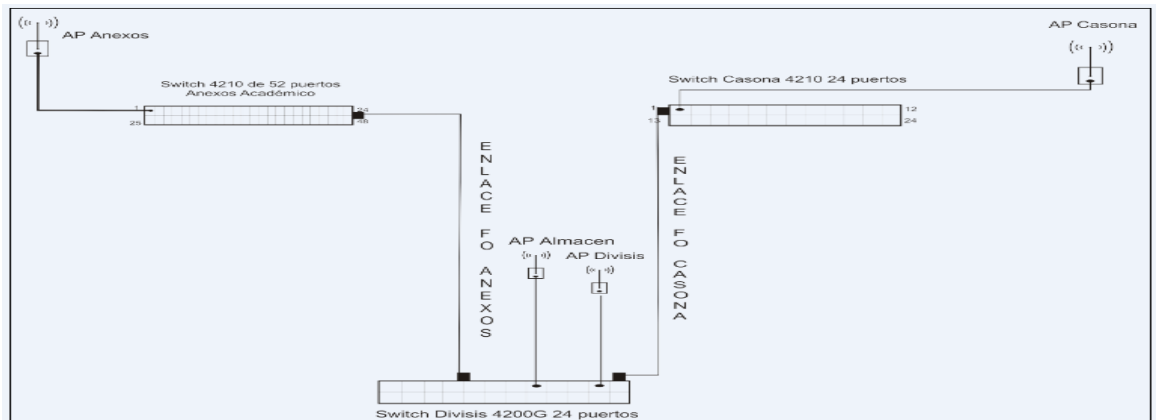 AP Anexos
AP Casona
Switch 4210 de 52 puertos
Anexos Académico
Switch Casona 4210 24 puertos
1
24
25
48
1
12
13
24
ENLACE FO ANEXOS
ENLACE FO CASONA
AP Almacen
AP Divisis
Switch Divisis 4200G 24 puertos